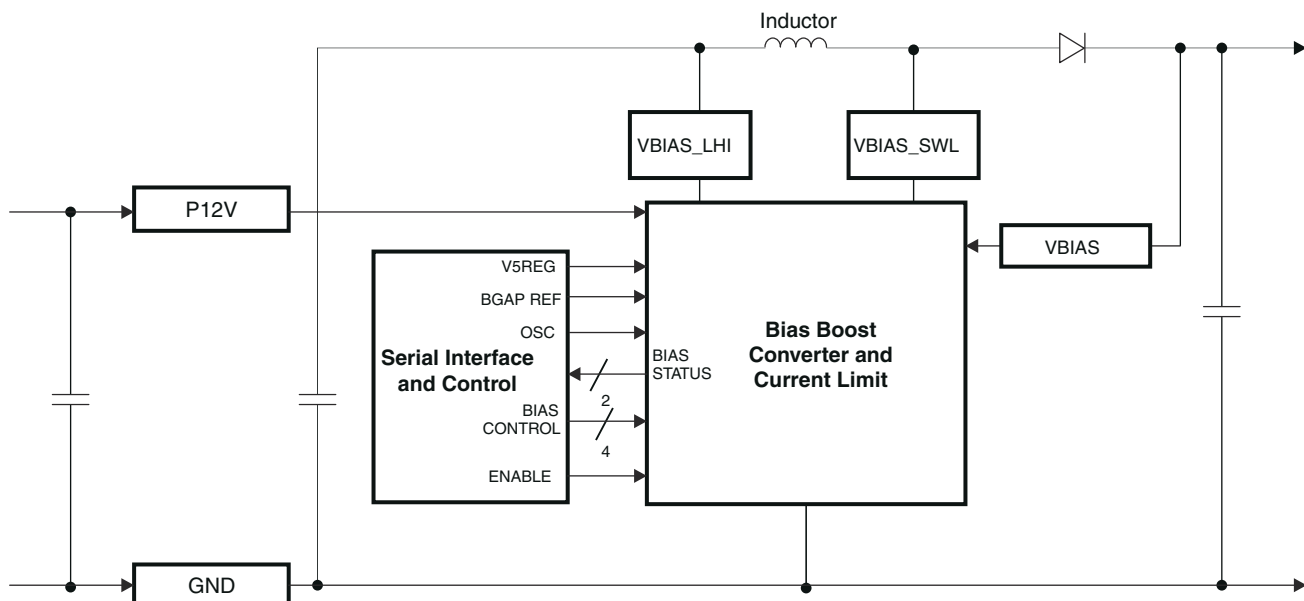 Inductor
VBIAS_LHI
VBIAS_SWL
P12V
VBIAS
V5REG
BGAP REF
OSC
Serial Interface
and Control
BIAS
STATUS
2
BIAS
CONTROL
4
ENABLE
Bias Boost
Converter and
Current Limit
GND